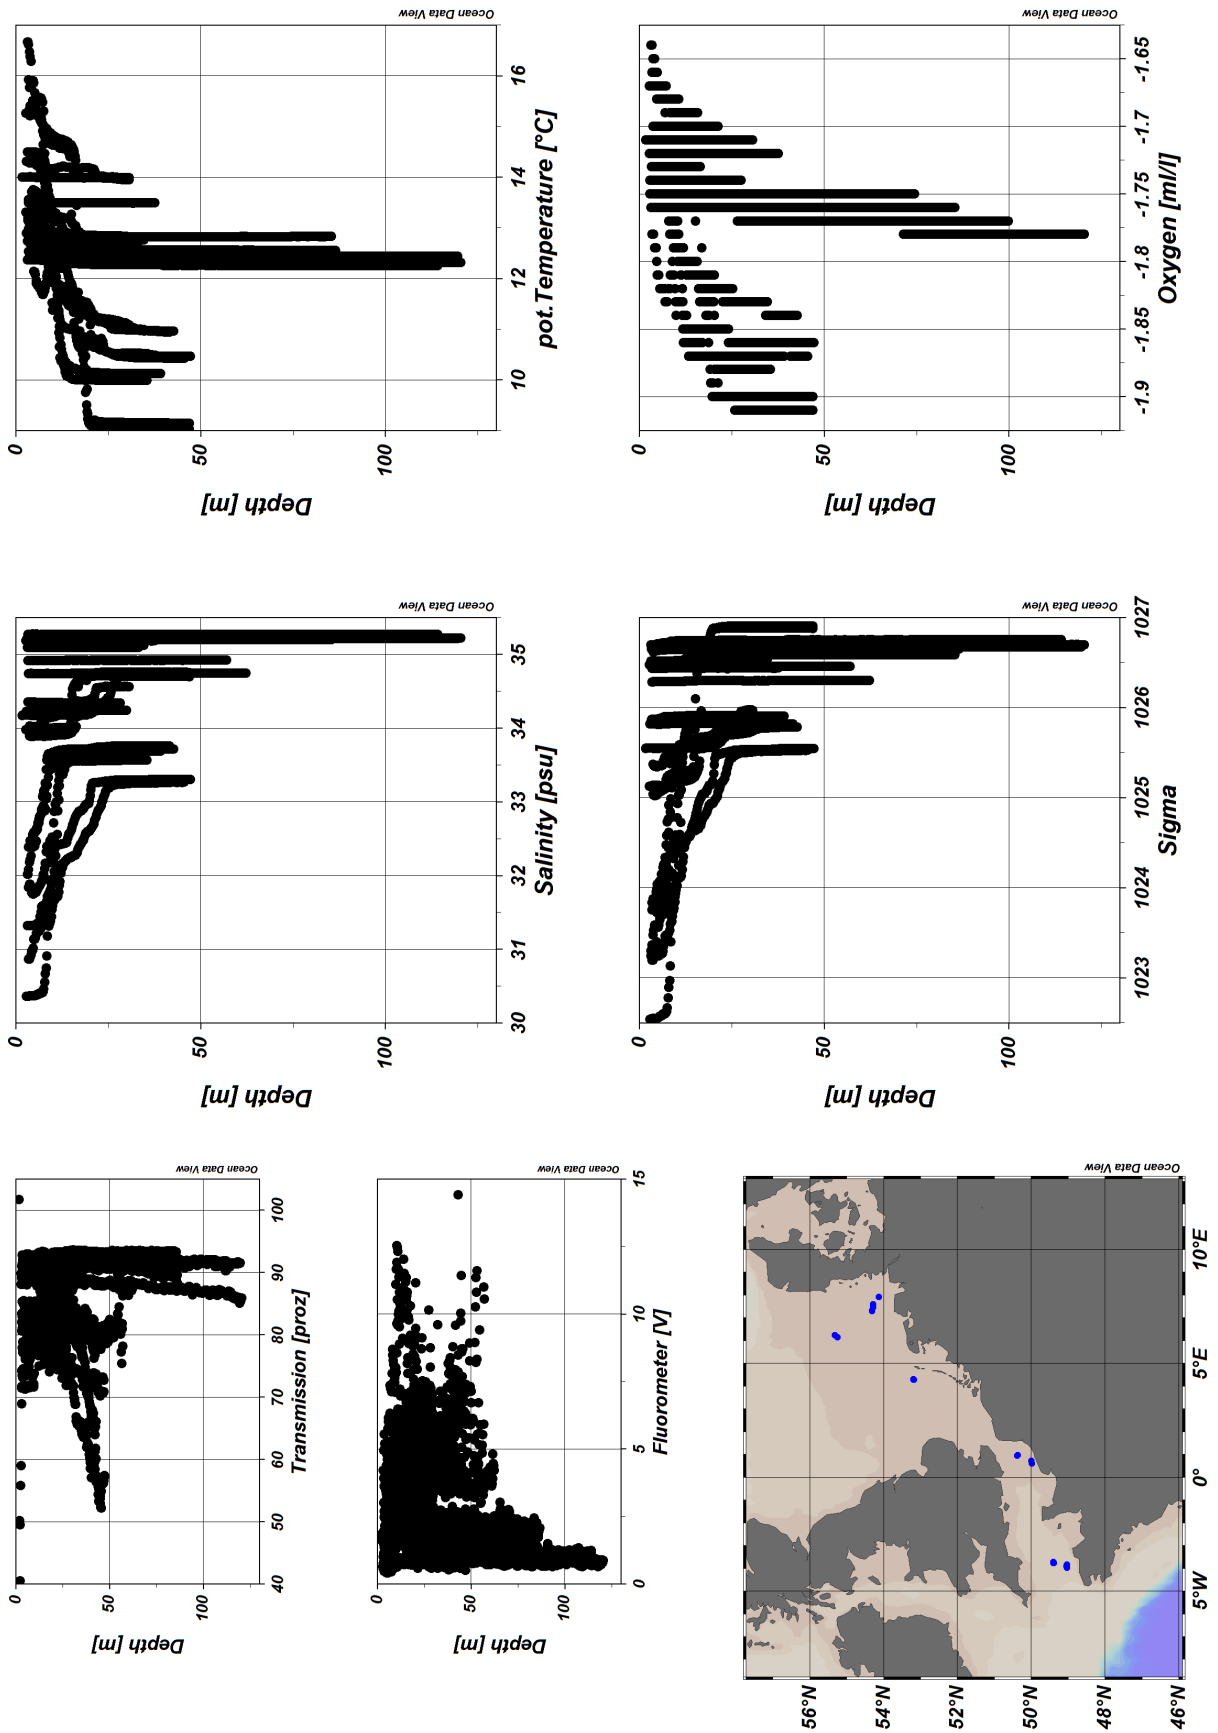 Ocean Data View
16
14
12
10
0
50
100
pot.Temperature [°C]
Depth [m]
Ocean Data View
-1.65
-1.7
-1.75
-1.8
-1.85
-1.9
0
50
100
Oxygen [ml/l]
Depth [m]
Ocean Data View
35
34
33
32
31
30
0
50
100
Salinity [psu]
Depth [m]
Ocean Data View
1027
1026
1025
1024
1023
0
50
100
Sigma
Depth [m]
Ocean Data View
100
90
80
70
60
50
40
0
50
100
Transmission [proz]
Depth [m]
Ocean Data View
15
10
5
0
0
50
100
Fluorometer [V]
Depth [m]
Ocean Data View
10°E
5°E
0°
5°W
56°N
54°N
52°N
50°N
48°N
46°N